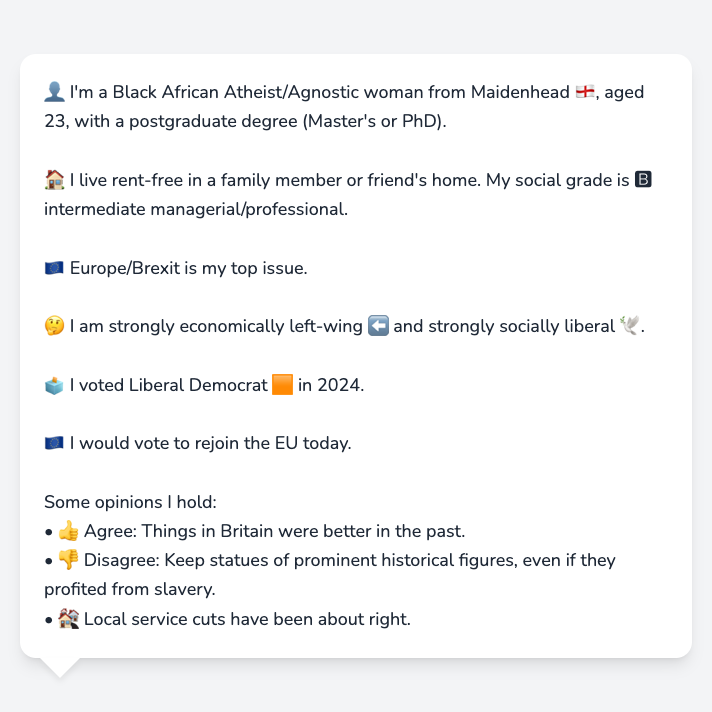 👤 I'm a Black African Atheist/Agnostic woman from Maidenhead 🏴󠁧󠁢󠁥󠁮󠁧󠁿, aged
23, with a postgraduate degree (Master's or PhD).
🏠 I live rent-free in a family member or friend's home. My social grade is 🅱
intermediate managerial/professional.
🇪🇺 Europe/Brexit is my top issue.
🤔 I am strongly economically left-wing ⬅️ and strongly socially liberal 🕊️.
🗳️ I voted Liberal Democrat 🟧 in 2024.
🇪🇺 I would vote to rejoin the EU today.
Some opinions I hold:
• 👍 Agree: Things in Britain were better in the past.
• 👎 Disagree: Keep statues of prominent historical figures, even if they
profited from slavery.
• 🏚️ Local service cuts have been about right.